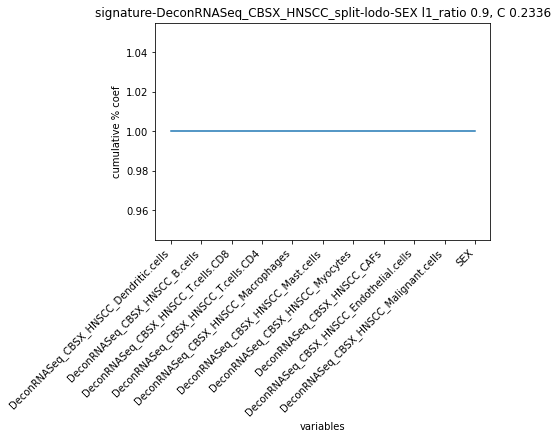 signature-DeconRNASeq_CBSX_HNSCC_split-lodo-SEX l1_ratio 0.9, C 0.2336
cumulative % coef
1.04
1.02
1.00
0.98
0.96
DeconRNASeq_CBSX_HNSCC_Dendritic.cells
DeconRNASeq_CBSX_HNSCC_B.cells
DeconRNASeq_CBSX_HNSCC_T.cells.CD8
DeconRNASeq_CBSX_HNSCC_T.cells.CD4
DeconRNASeq_CBSX_HNSCC_Macrophages
DeconRNASeq_CBSX_HNSCC_Mast.cells
DeconRNASeq_CBSX_HNSCC_Myocytes
DeconRNASeq_CBSX_HNSCC_CAFs
DeconRNASeq_CBSX_HNSCC_Endothelial.cells
DeconRNASeq_CBSX_HNSCC_Malignant.cells
SEX
variables